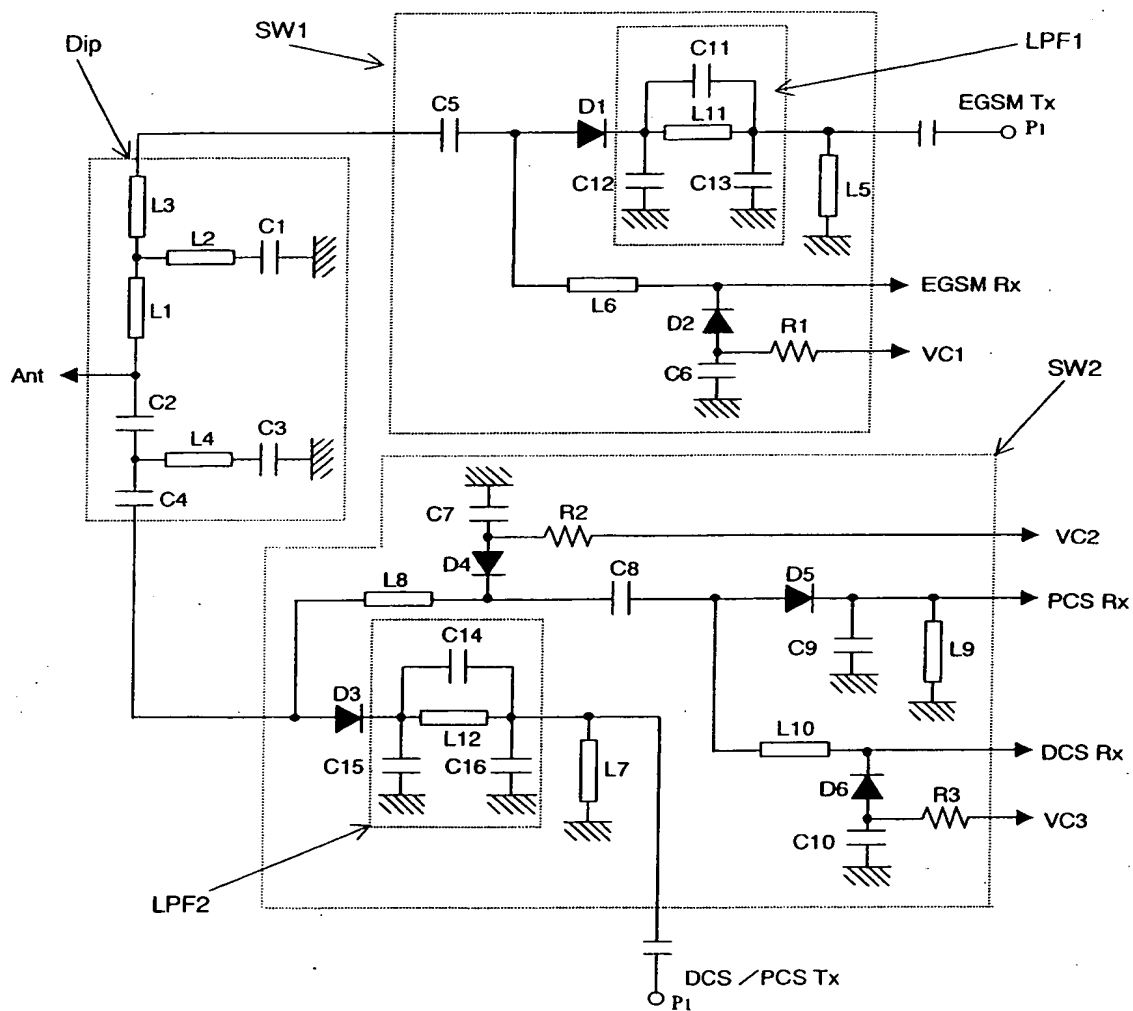 SW1
Dip
LPF1
C11
C5
D1
L11
EGSM Tx
P1
C12
C13
L5
L3
L2
C1
L1
L6
EGSM Rx
D2
R1
VC1
C6
Ant
SW2
C2
L4
C3
C4
C7
R2
VC2
D4
L8
C8
D5
PCS Rx
C14
C9
L9
D3
L12
C15
C16
L7
L10
DCS Rx
D6
R3
VC3
C10
LPF2
DCS／PCS Tx
P1